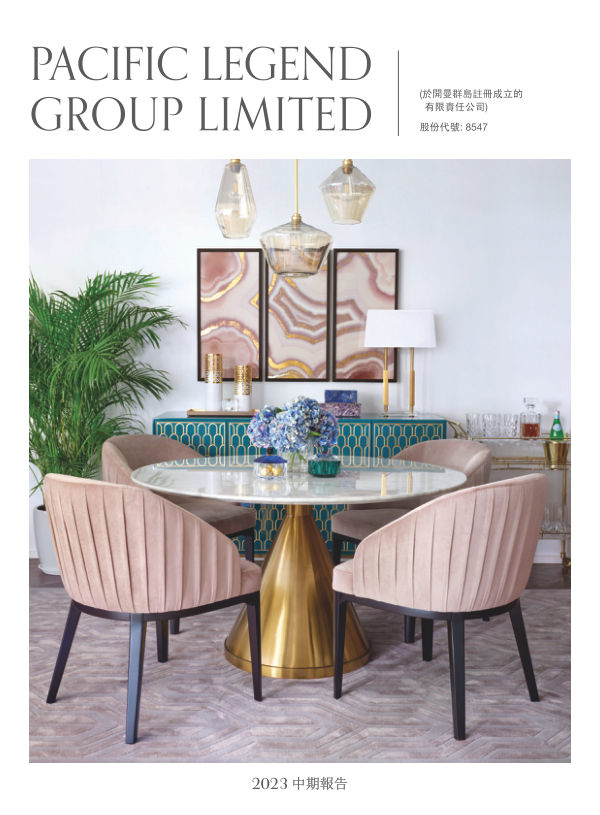 PACIFIC LEGEND
GROUP LIMITED
(於開曼群島註冊成立的
有限責任公司)
股份代號: 8547
2023 中期報告